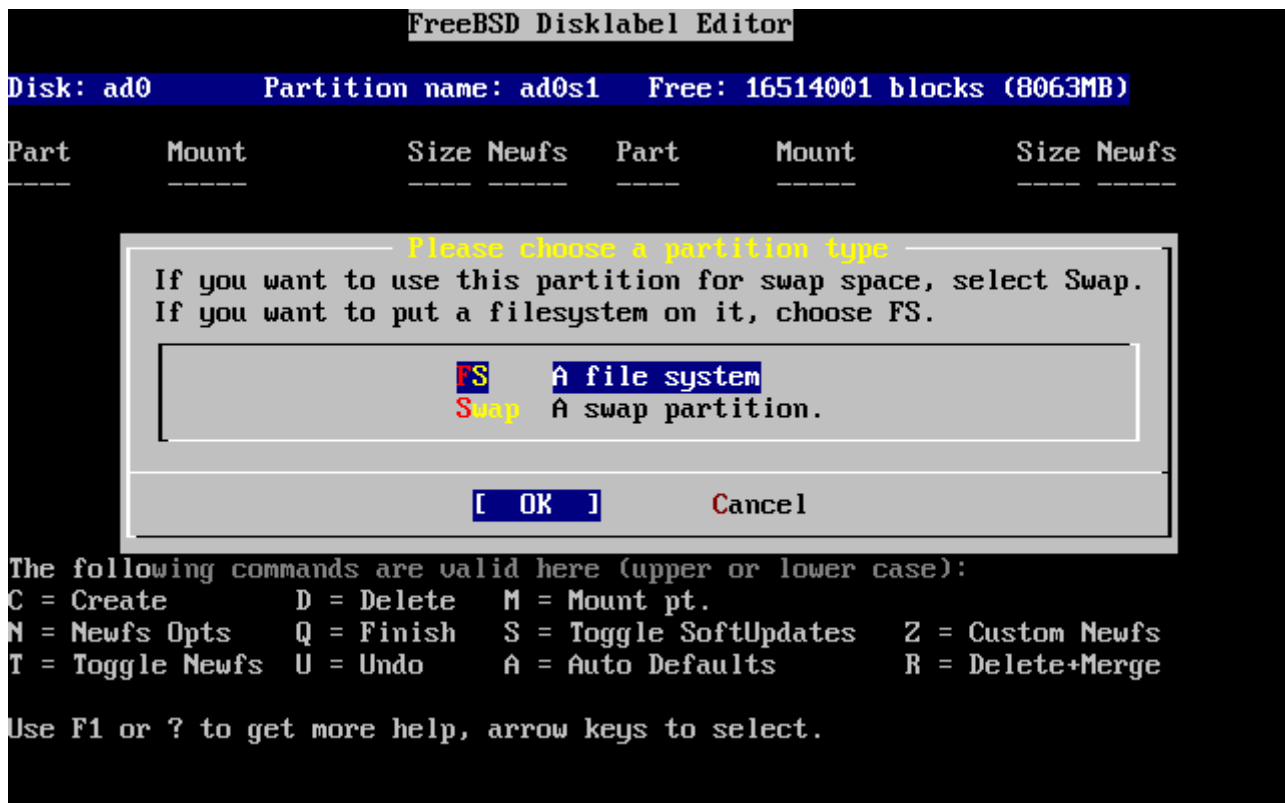 FreeBSD Disklabel Editor
Disk: ad0 Partition name: ad0s1 Free: 16514001 blocks (8063MB)
Part Mount Size Newfs Part Mount Size Newfs
---- ----- ---- ----- ---- ----- ---- -----
Please choose a partition type
If you want to use this partition for swap space, select Swap.
If you want to put a filesystem on it, choose FS.
FS A file system
Swap A swap partition.
[ OK ] Cancel
The following commands are valid here (upper or lower case):
C = Create D = Delete M = Mount pt.
N = Newfs Opts Q = Finish S = Toggle SoftUpdates Z = Custom Newfs
T = Toggle Newfs U = Undo A = Auto Defaults R = Delete+Merge
Use F1 or ? to get more help, arrow keys to select.